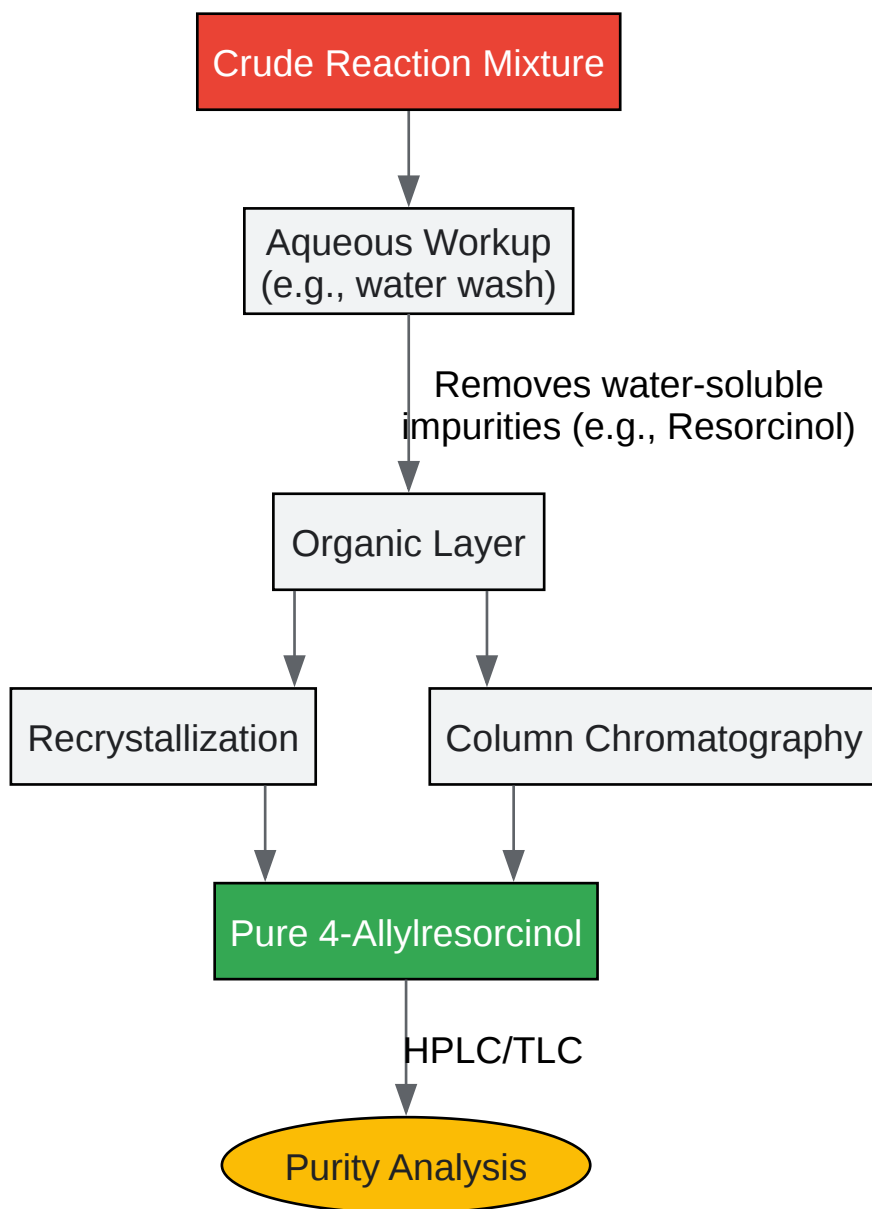 Crude Reaction Mixture
Aqueous Workup
(e.g., water wash)
Removes water-soluble
impurities (e.g., Resorcinol)
Organic Layer
Recrystallization
Column Chromatography
Pure 4-Allylresorcinol
HPLC/TLC
Purity Analysis